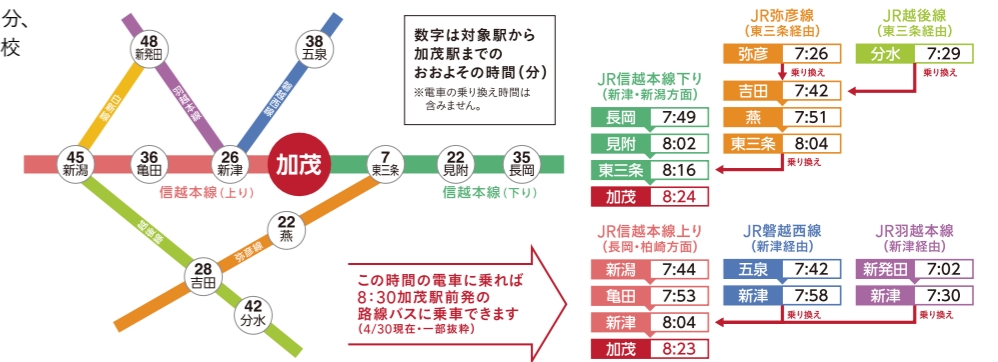 分、
校
48
新発田
38
五泉
白新線
羽越本線
磐越西線
45
新潟
36
亀田
26
新津
加茂
7
東三条
22
見附
35
長岡
信越本線(上り)
信越本線(下り)
越後線
弥彦線
22
燕
28
吉田
42
分水
数字は対象駅から
加茂駅までの
おおよその時間(分)
※電車の乗り換え時間は
含みません。
この時間の電車に乗れば
8:30加茂駅前発の
路線バスに乗車できます
(4/30現在・一部抜粋)
JR信越本線下り
(新津・新潟方面)
長岡 7:49
見附 8:02
東三条 8:16
加茂 8:24
JR弥彦線
(東三条経由)
弥彦 7:26
乗り換え
吉田 7:42
燕 7:51
東三条 8:04
乗り換え
JR越後線
(東三条経由)
分水 7:29
乗り換え
JR信越本線上り
(長岡・柏崎方面)
新潟 7:44
亀田 7:53
新津 8:04
加茂 8:23
JR磐越西線
(新津経由)
五泉 7:42
新津 7:58
乗り換え
JR羽越本線
(新津経由)
新発田 7:02
新津 7:30
乗り換え